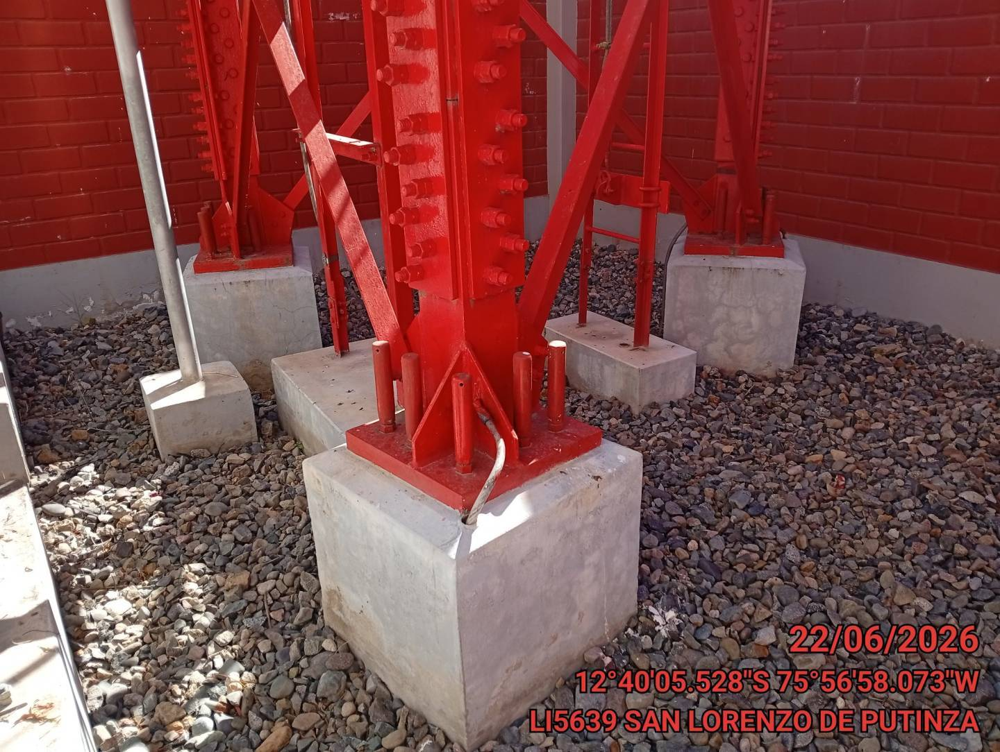 22/06/2026
12°40'05.528"S 75°56'58.073"W
LI5639 SAN LORENZO DE PUTINZA